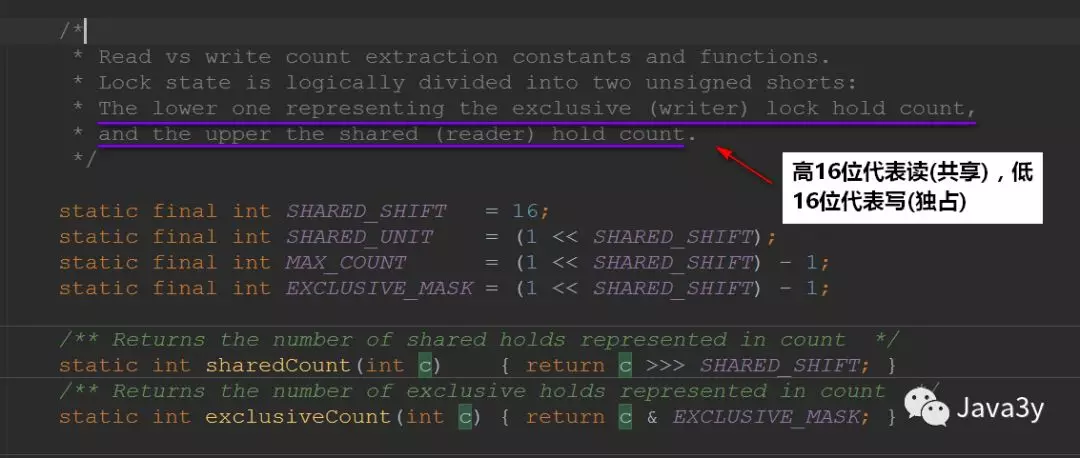 /*
* Read vs write count extraction constants and functions.
* Lock state is logically divided into two unsigned shorts:
* The lower one representing the exclusive (writer) lock hold count,
* and the upper the shared (reader) hold count.
*/
高16位代表读(共享)，低
16位代表写(独占)
static final int SHARED_SHIFT   = 16;
static final int SHARED_UNIT    = (1 << SHARED_SHIFT);
static final int MAX_COUNT      = (1 << SHARED_SHIFT) - 1;
static final int EXCLUSIVE_MASK = (1 << SHARED_SHIFT) - 1;
/** Returns the number of shared holds represented in count  */
static int sharedCount(int c)    { return c >>> SHARED_SHIFT; }
/** Returns the number of exclusive holds represented in count  */
static int exclusiveCount(int c) { return c & EXCLUSIVE_MASK; }
Java3y